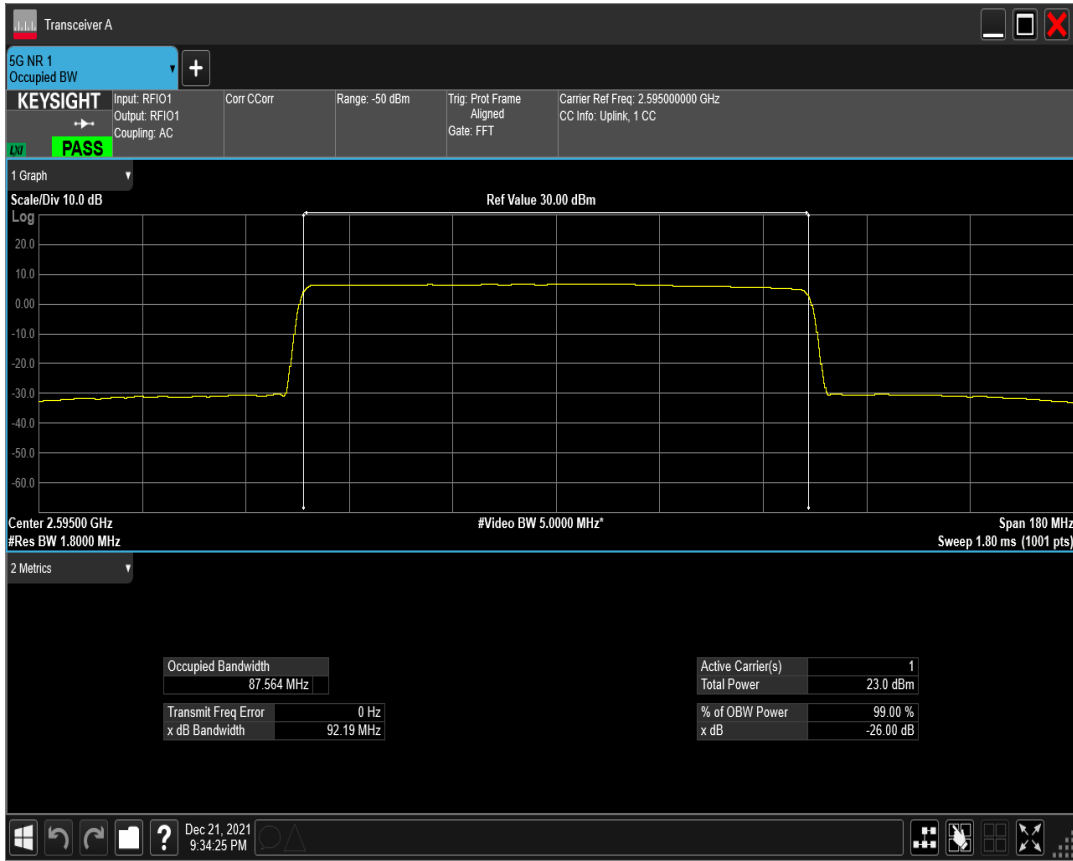 Transceiver A
5G NR 1
Occupied BW
KEYSIGHT
LXI
PASS
Input: RFIO1
Output: RFIO1
Coupling: AC
Corr CCorr
Range: -50 dBm
Trig: Prot Frame
Aligned
Gate: FFT
Carrier Ref Freq: 2.595000000 GHz
CC Info: Uplink, 1 CC
1 Graph
Scale/Div 10.0 dB
Ref Value 30.00 dBm
Log
20.0
10.0
0.00
-10.0
-20.0
-30.0
-40.0
-50.0
-60.0
Center 2.59500 GHz
#Video BW 5.0000 MHz*
Span 180 MHz
#Res BW 1.8000 MHz
Sweep 1.80 ms (1001 pts)
2 Metrics
Occupied Bandwidth
87.564 MHz
Transmit Freq Error 0 Hz
x dB Bandwidth 92.19 MHz
Active Carrier(s) 1
Total Power 23.0 dBm
% of OBW Power 99.00 %
x dB -26.00 dB
?
Dec 21, 2021
9:34:25 PM